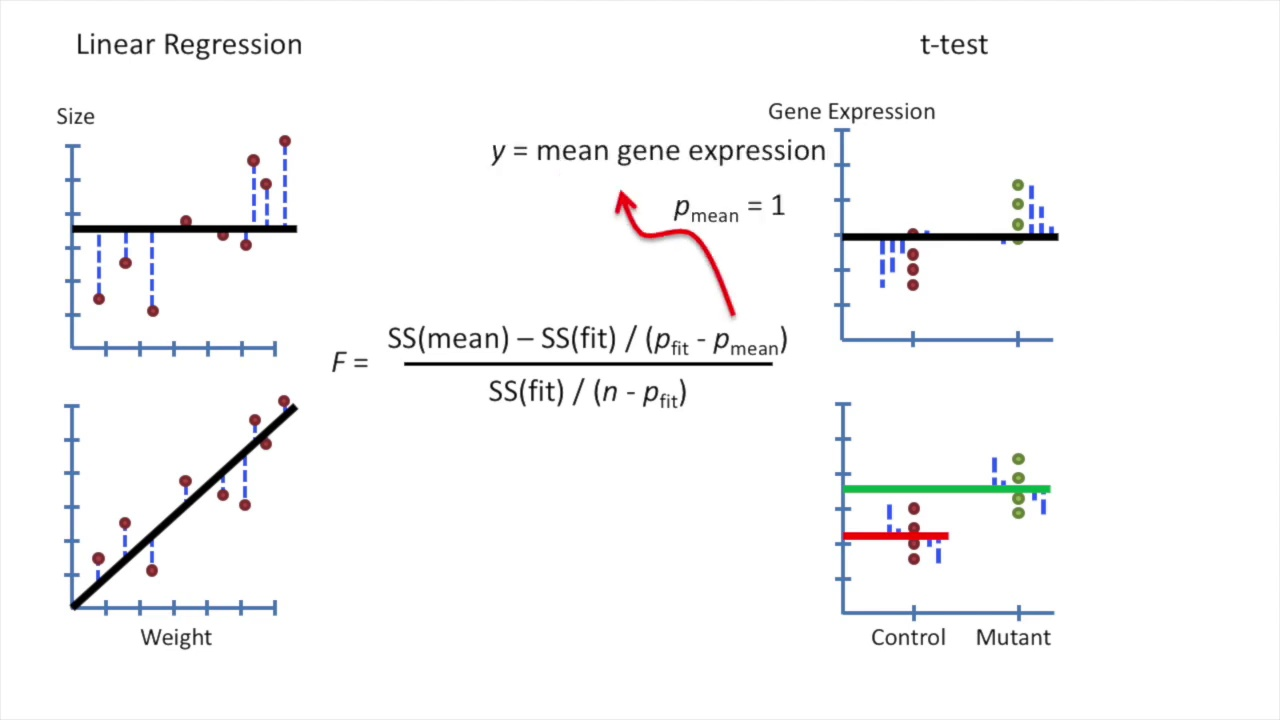 Linear Regression
t-test
Size
Gene Expression
y = mean gene expression
pmean = 1
F =
SS(mean) – SS(fit) / (pfit - pmean)
SS(fit) / (n - pfit)
Weight
Control
Mutant